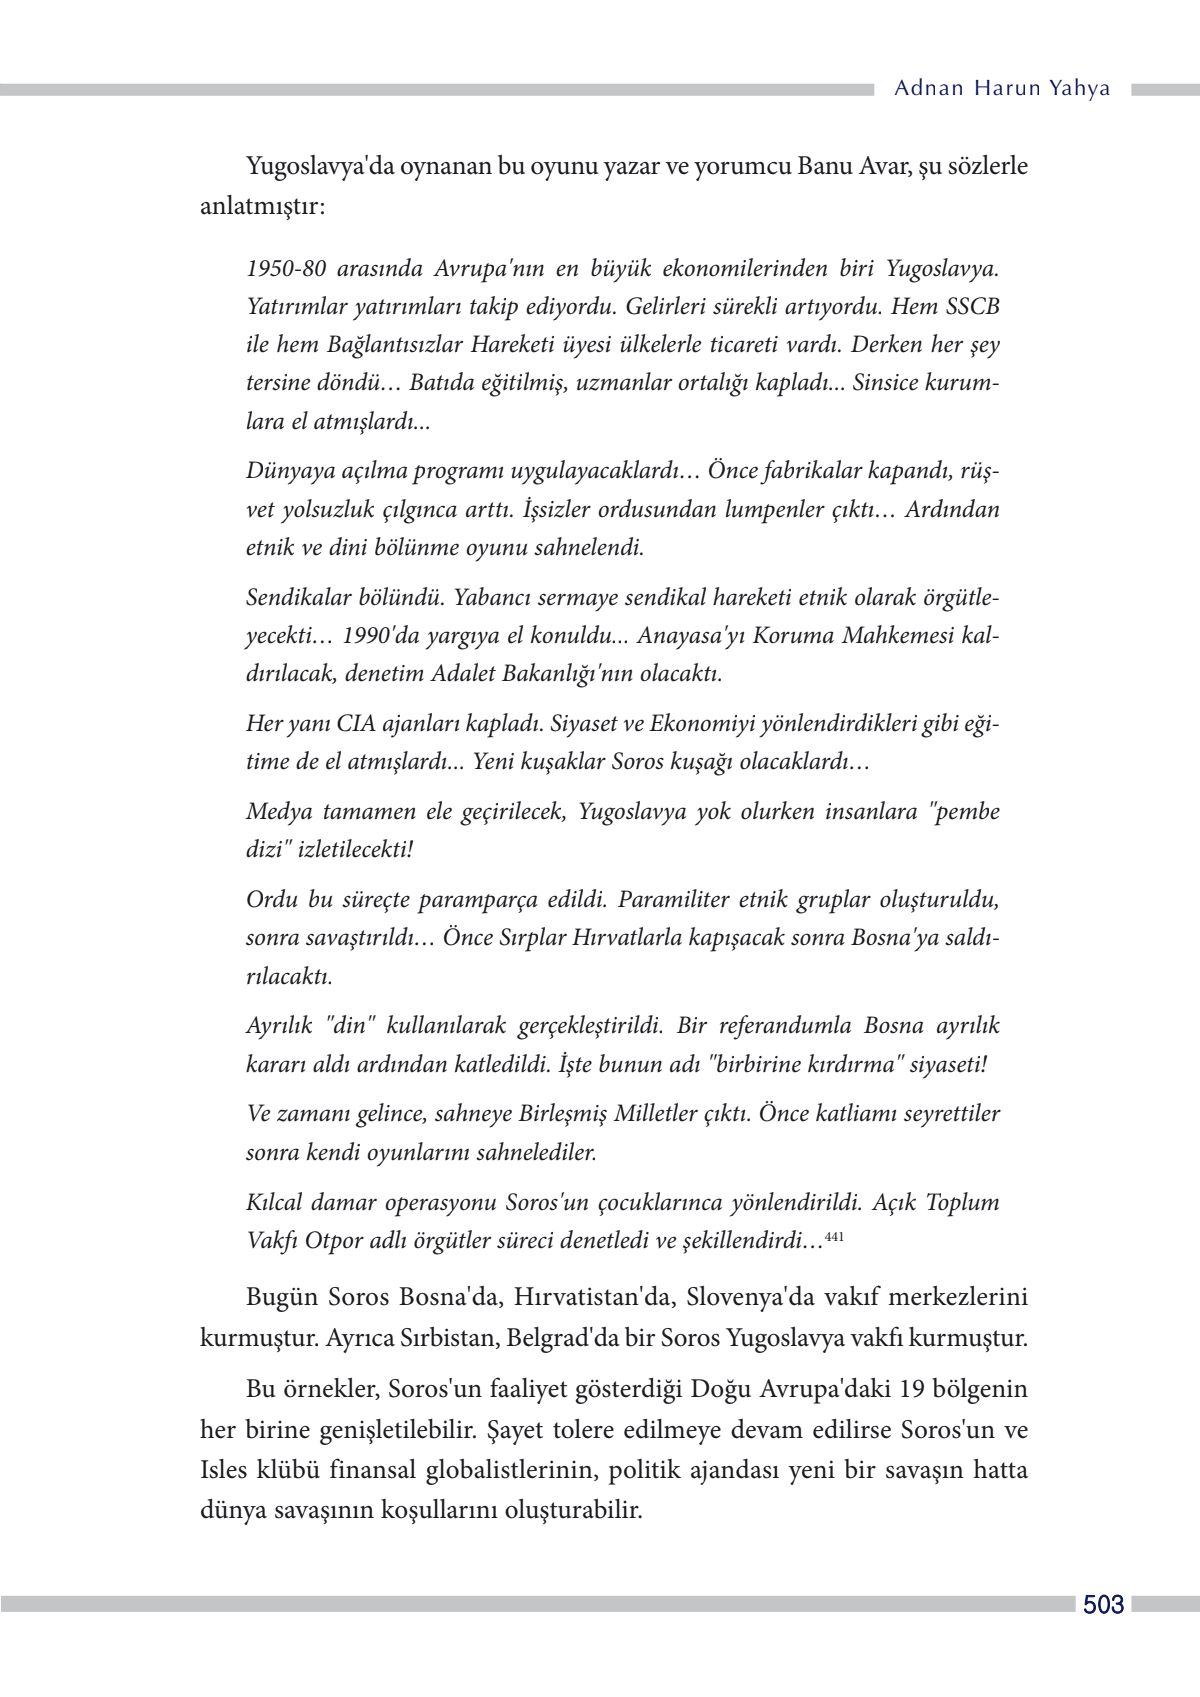 Adnan Harun Yahya
Yugoslavya'da oynanan bu oyunu yazar ve yorumcu Banu Avar, şu sözlerle
anlatmıştır:
1950-80 arasında Avrupa'nın en büyük ekonomilerinden biri Yugoslavya.
Yatırımlar yatırımları takip ediyordu. Gelirleri sürekli artıyordu. Hem SSCB
ile hem Bağlantısızlar Hareketi üyesi ülkelerle ticareti vardı. Derken her şey
tersine döndü… Batıda eğitilmiş, uzmanlar ortalığı kapladı... Sinsice kurum-
lara el atmışlardı...
Dünyaya açılma programı uygulayacaklardı… Önce fabrikalar kapandı, rüş-
vet yolsuzluk çılgınca arttı. İşsizler ordusundan lumpenler çıktı… Ardından
etnik ve dini bölünme oyunu sahnelendi.
Sendikalar bölündü. Yabancı sermaye sendikal hareketi etnik olarak örgütle-
yecekti… 1990'da yargıya el konuldu... Anayasa'yı Koruma Mahkemesi kal-
dırılacak, denetim Adalet Bakanlığı'nın olacaktı.
Her yanı CIA ajanları kapladı. Siyaset ve Ekonomiyi yönlendirdikleri gibi eği-
time de el atmışlardı... Yeni kuşaklar Soros kuşağı olacaklardı…
Medya tamamen ele geçirilecek, Yugoslavya yok olurken insanlara "pembe
dizi" izletilecekti!
Ordu bu süreçte paramparça edildi. Paramiliter etnik gruplar oluşturuldu,
sonra savaştırıldı… Önce Sırplar Hırvatlarla kapışacak sonra Bosna'ya saldı-
rılacaktı.
Ayrılık "din" kullanılarak gerçekleştirildi. Bir referandumla Bosna ayrılık
kararı aldı ardından katledildi. İşte bunun adı "birbirine kırdırma" siyaseti!
Ve zamanı gelince, sahneye Birleşmiş Milletler çıktı. Önce katliamı seyrettiler
sonra kendi oyunlarını sahnelediler.
Kılcal damar operasyonu Soros'un çocuklarınca yönlendirildi. Açık Toplum
Vakfı Otpor adlı örgütler süreci denetledi ve şekillendirdi…441
Bugün Soros Bosna'da, Hırvatistan'da, Slovenya'da vakıf merkezlerini
kurmuştur. Ayrıca Sırbistan, Belgrad'da bir Soros Yugoslavya vakfı kurmuştur.
Bu örnekler, Soros'un faaliyet gösterdiği Doğu Avrupa'daki 19 bölgenin
her birine genişletilebilir. Şayet tolere edilmeye devam edilirse Soros'un ve
Isles klübü finansal globalistlerinin, politik ajandası yeni bir savaşın hatta
dünya savaşının koşullarını oluşturabilir.
503